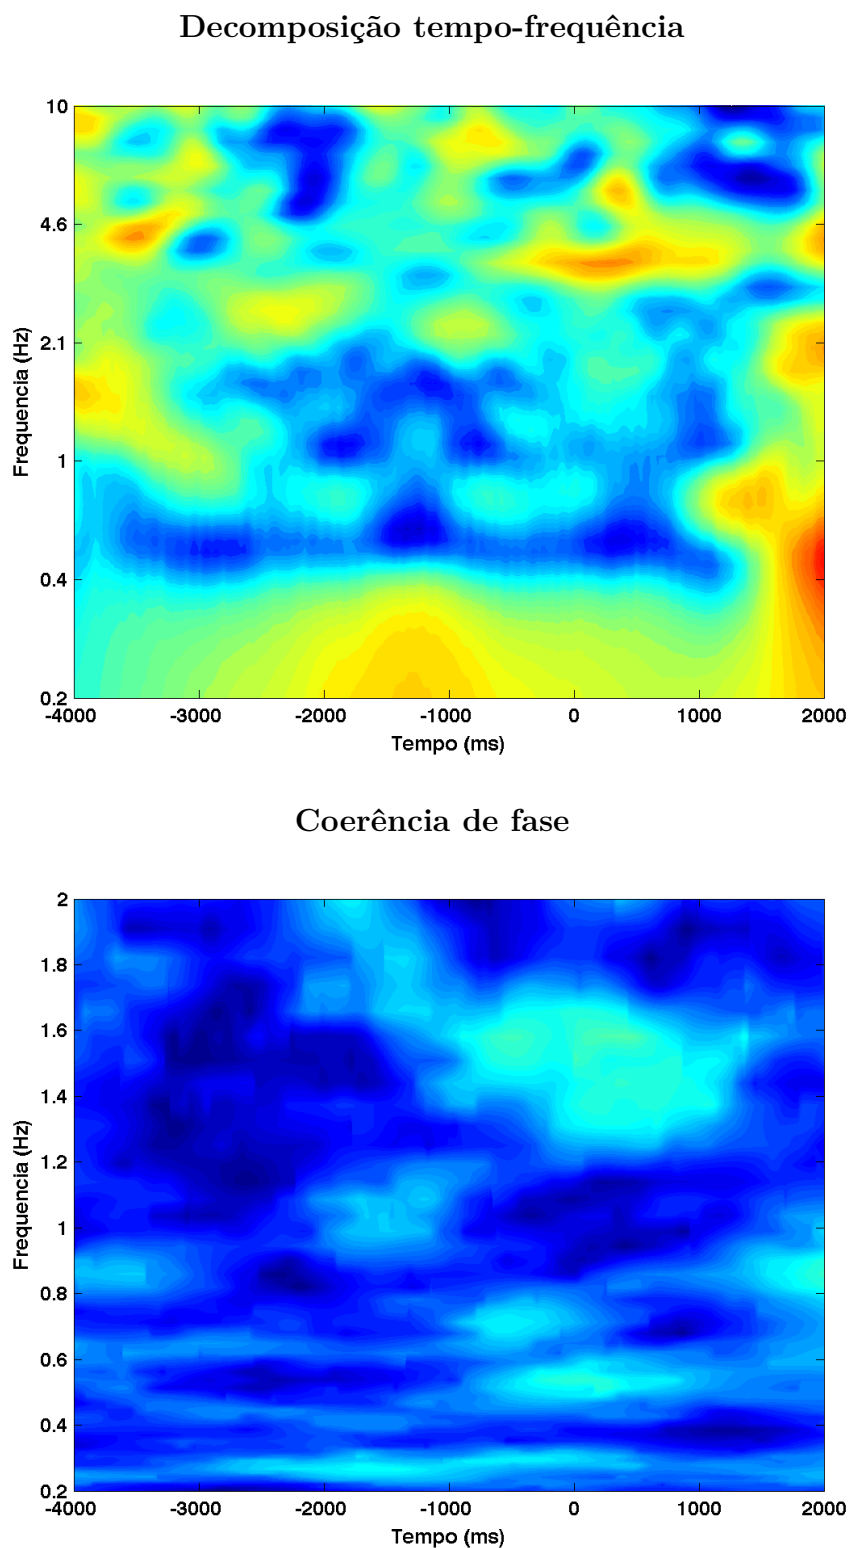 Decomposição tempo-frequência
10
4.6
2.1
1
0.4
0.2
Frequencia (Hz)
-4000 -3000 -2000 -1000 0 1000 2000
Tempo (ms)
Coerência de fase
2
1.8
1.6
1.4
1.2
1
0.8
0.6
0.4
0.2
Frequencia (Hz)
-4000 -3000 -2000 -1000 0 1000 2000
Tempo (ms)